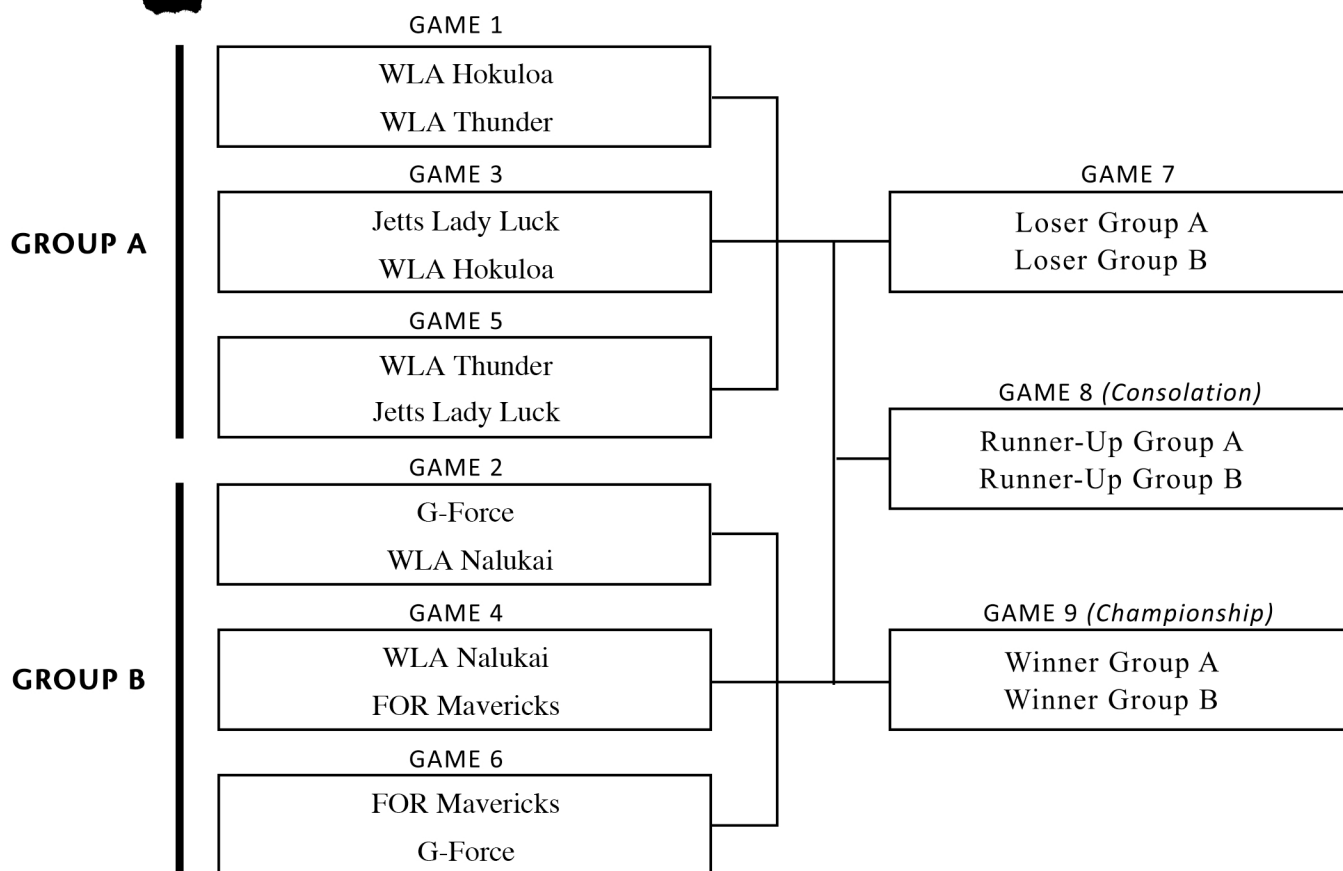 GAME 1
WLA Hokuloa
WLA Thunder
GROUP A
GAME 3
Jetts Lady Luck
WLA Hokuloa
GAME 5
WLA Thunder
Jetts Lady Luck
GROUP B
GAME 2
G-Force
WLA Nalukai
GAME 4
WLA Nalukai
FOR Mavericks
GAME 6
FOR Mavericks
G-Force
GAME 7
Loser Group A
Loser Group B
GAME 8 (Consolation)
Runner-Up Group A
Runner-Up Group B
GAME 9 (Championship)
Winner Group A
Winner Group B